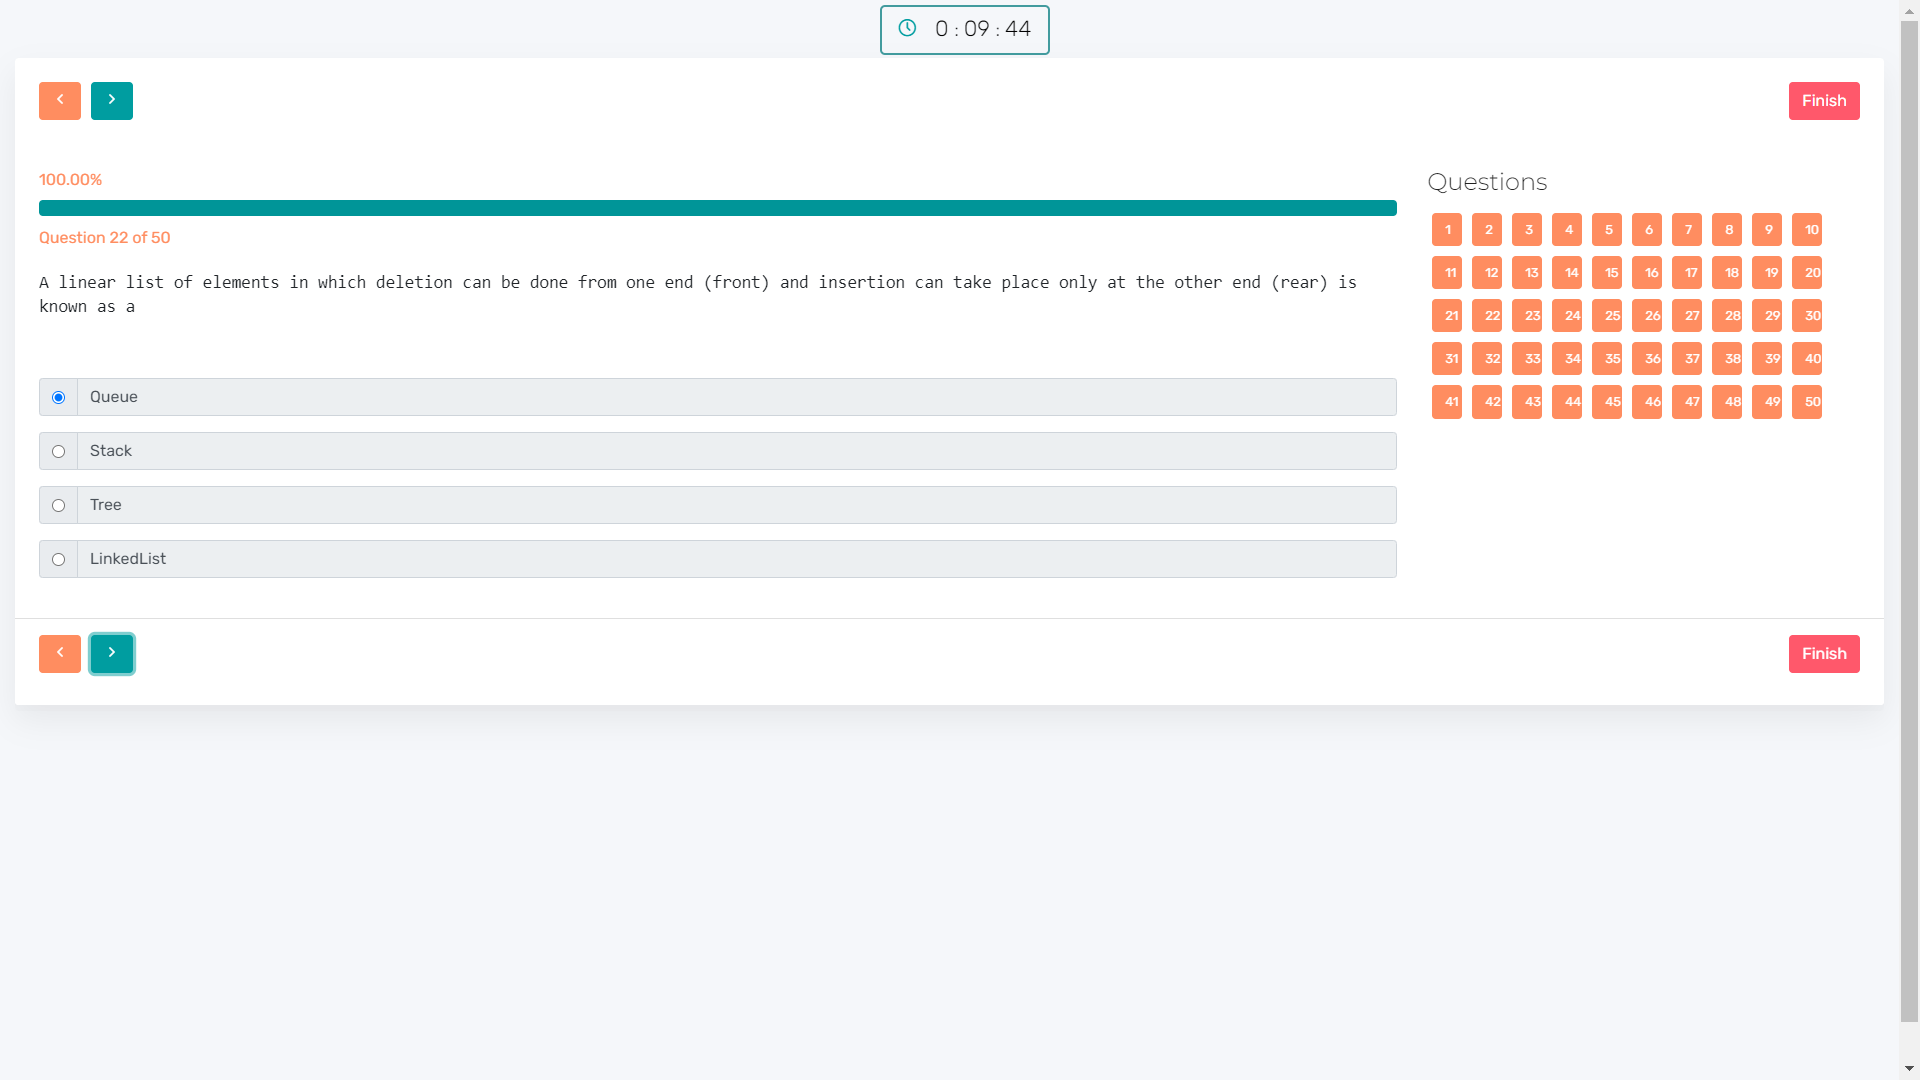 0 : 09 : 44
Finish
100.00%
Question 22 of 50
A linear list of elements in which deletion can be done from one end (front) and insertion can take place only at the other end (rear) is
known as a
Queue
Stack
Tree
LinkedList
Questions
1 2 3 4 5 6 7 8 9 10
11 12 13 14 15 16 17 18 19 20
21 22 23 24 25 26 27 28 29 30
31 32 33 34 35 36 37 38 39 40
41 42 43 44 45 46 47 48 49 50
Finish